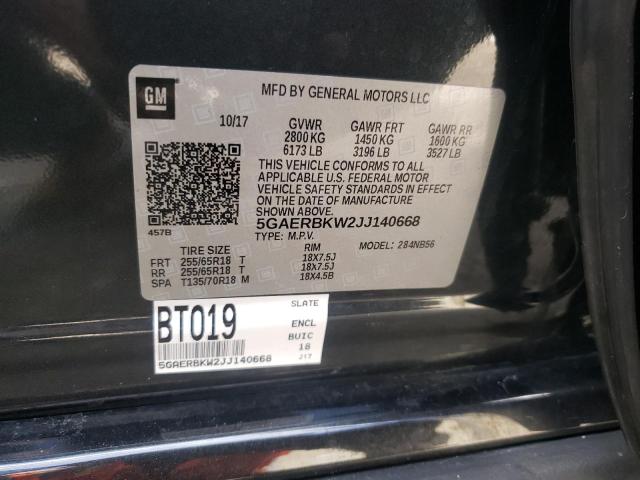 GM
MFD BY GENERAL MOTORS LLC
10/17 GVWR GAWR FRT GAWR RR
2800 KG 1450 KG 1600 KG
6173 LB 3196 LB 3527 LB
THIS VEHICLE CONFORMS TO ALL
APPLICABLE U.S. FEDERAL MOTOR
VEHICLE SAFETY STANDARDS IN EFFECT
ON THE DATE OF MANUFACTURE
SHOWN ABOVE.
457B 5GAERBKW2JJ140668
TYPE: M.P.V. MODEL: 284NB56
TIRE SIZE RIM
FRT 255/65R18 T 18X7.5J
RR 255/65R18 T 18X7.5J
SPA T135/70R18 M 18X4.5B
BT019 SLATE
ENCL
BUIC
18
5GAERBKW2JJ140668 J17